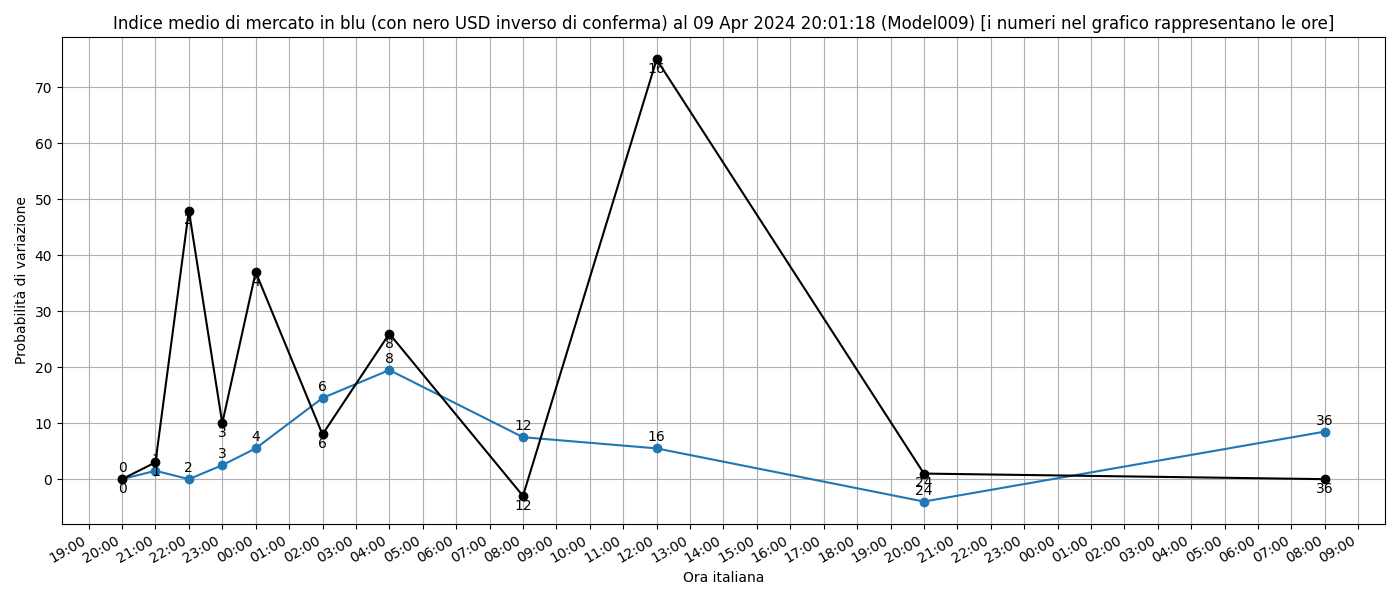 Indice medio di mercato in blu (con nero USD inverso di conferma) al 09 Apr 2024 20:01:18 (Model009) [i numeri nel grafico rappresentano le ore]
Probabilità di variazione
70
60
50
40
30
20
10
0
0 1 2 3 4 6 8 12 16 24 36
0 1 2 3 4 6 8 12 16 24 36
19:00 20:00 21:00 22:00 23:00 00:00 01:00 02:00 03:00 04:00 05:00 06:00 07:00 08:00 09:00 10:00 11:00 12:00 13:00 14:00 15:00 16:00 17:00 18:00 19:00 20:00 21:00 22:00 23:00 00:00 01:00 02:00 03:00 04:00 05:00 06:00 07:00 08:00 09:00
Ora italiana